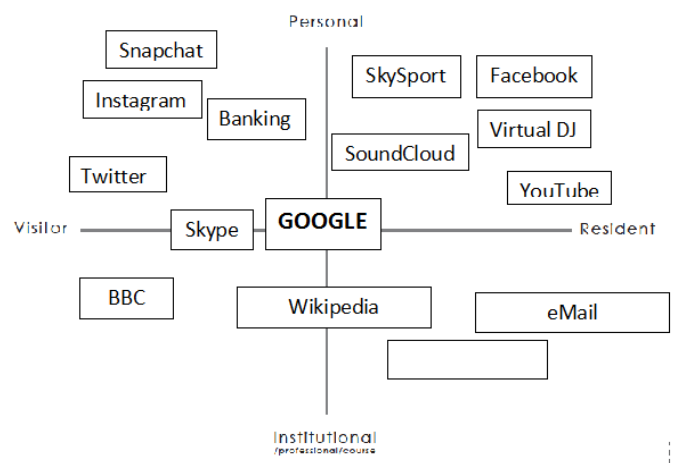 Personal
Snapchat
SkySport
Facebook
Instagram
Banking
Virtual DJ
SoundCloud
Twitter
YouTube
Visitor
Skype
GOOGLE
Resident
BBC
Wikipedia
eMail
Institutional
/professional/course